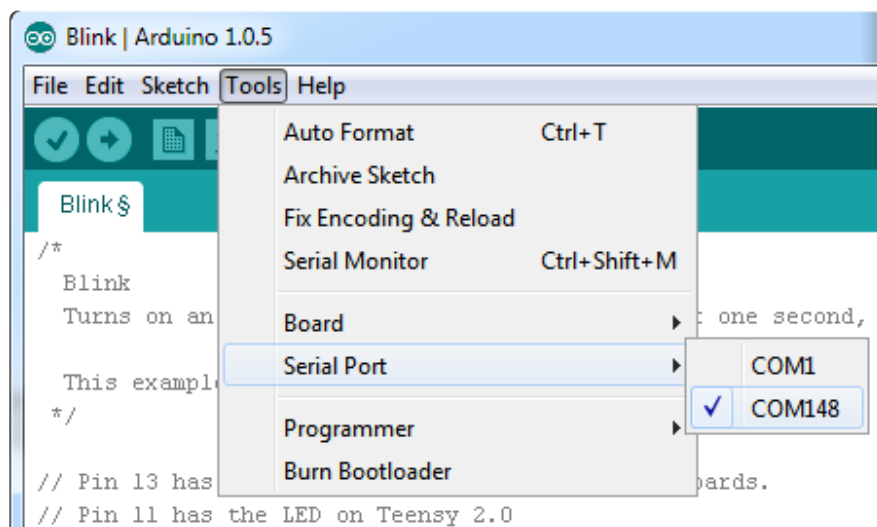 Blink | Arduino 1.0.5
File Edit Sketch Tools Help
Auto Format Ctrl+T
Archive Sketch
Fix Encoding & Reload
Serial Monitor Ctrl+Shift+M
Board
Serial Port
COM1
COM148
Programmer
Burn Bootloader
Blink§
/*
Blink
Turns on an one second,
This
*/
// Pin 13 has
// Pin 11 has the LED on Teensy 2.0